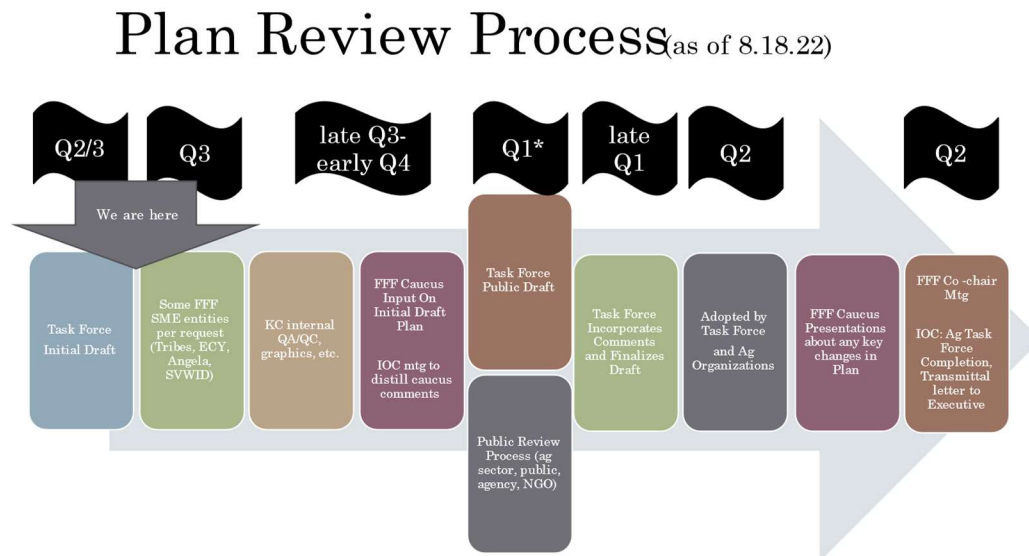 Plan Review Process (as of 8.18.22)
Q2/3
Q3
late Q3-
early Q4
Q1*
late
Q1
Q2
Q2
We are here
Task Force
Initial Draft
Some FFF
SME entities
per request
(Tribes, ECY,
Angela,
SVWID)
KC internal
QA/QC,
graphics, etc.
FFF Caucus
Input On
Initial Draft
Plan
IOC mtg to
distill caucus
comments
Task Force
Public Draft
Public Review
Process (ag
sector, public,
agency, NGO)
Task Force
Incorporates
Comments
and Finalizes
Draft
Adopted by
Task Force
and Ag
Organizations
FFF Caucus
Presentations
about any key
changes in
Plan
FFF Co -chair
Mtg
IOC: Ag Task
Force
Completion,
Transmittal
letter to
Executive